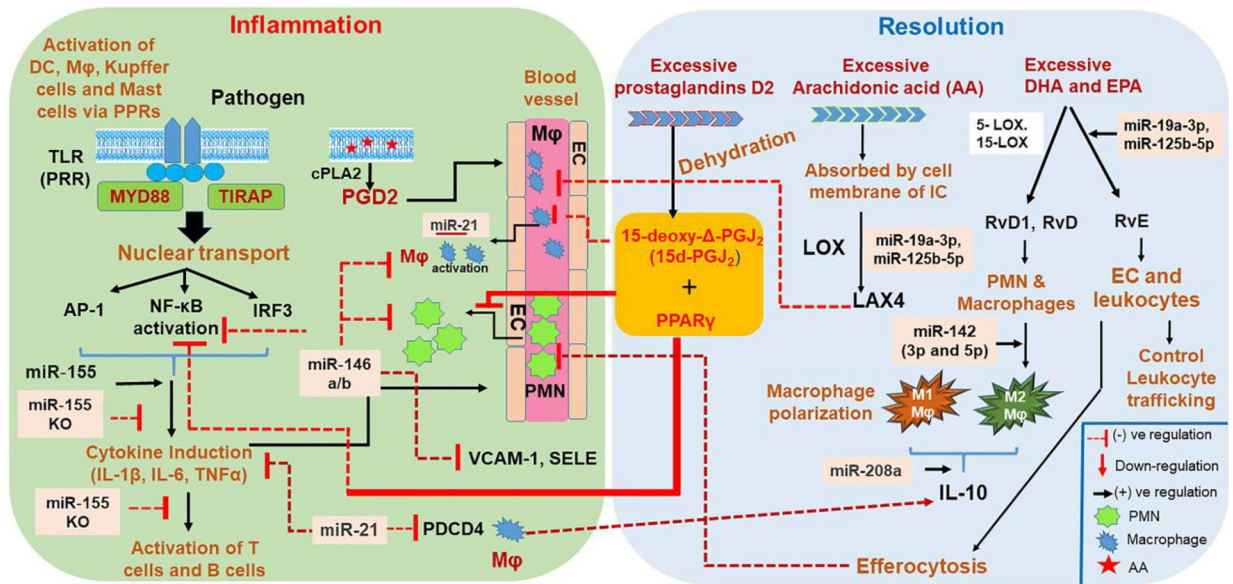 Inflammation
Activation of
DC, Mφ, Kupffer
cells and Mast
cells via PPRs
Pathogen
TLR
(PRR)
MYD88
TIRAP
Nuclear transport
AP-1
NF-κB
activation
IRF3
miR-155
miR-155
KO
Cytokine Induction
(IL-1β, IL-6, TNFα)
miR-155
KO
Activation of T
cells and B cells
cPLA2
PGD2
Blood
vessel
Mφ
EC
miR-21
Mφ
activation
EC
PMN
miR-146
a/b
VCAM-1, SELE
miR-21
PDCD4
Mφ
Resolution
Excessive
prostaglandins D2
Dehydration
15-deoxy-Δ-PGJ₂
(15d-PGJ₂)
+
PPARγ
Excessive
Arachidonic acid (AA)
Absorbed by cell
membrane of IC
LOX
miR-19a-3p,
miR-125b-5p
LAX4
Excessive
DHA and EPA
5- LOX.
15-LOX
miR-19a-3p,
miR-125b-5p
RvD1, RvD
RvE
PMN &
Macrophages
EC and
leukocytes
miR-142
(3p and 5p)
Control
Leukocyte
trafficking
Macrophage
polarization
M1
Mφ
M2
Mφ
miR-208a
IL-10
Efferocytosis
(-) ve regulation
Down-regulation
(+) ve regulation
PMN
Macrophage
AA